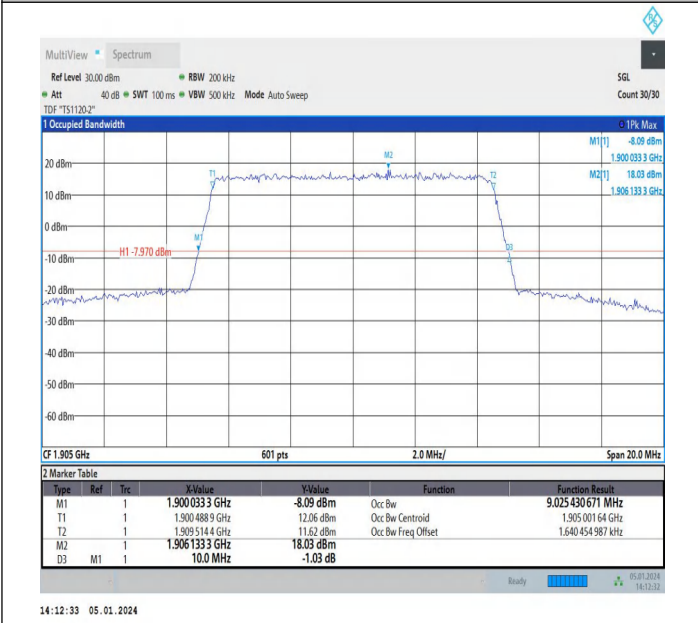 R S
MultiView Spectrum
Ref Level 30.00 dBm RBW 200 kHz SGL
Att 40 dB SWT 100 ms VBW 500 kHz Mode Auto Sweep Count 30/30
TDF "TS1120-2"
1 Occupied Bandwidth 1Pk Max
M1[1] -8.09 dBm
1.900 033 3 GHz
M2[1] 18.03 dBm
1.906 133 3 GHz
M2
20 dBm
T1
T2
10 dBm
0 dBm
M1
H1 -7.970 dBm
D3
-10 dBm
-20 dBm
-30 dBm
-40 dBm
-50 dBm
-60 dBm
CF 1.905 GHz 601 pts 2.0 MHz/ Span 20.0 MHz
2 Marker Table
Type Ref Trc X-Value Y-Value Function Function Result
M1 1 1.900 033 3 GHz -8.09 dBm Occ Bw 9.025 430 671 MHz
T1 1 1.900 488 9 GHz 12.06 dBm Occ Bw Centroid 1.905 001 64 GHz
T2 1 1.909 514 4 GHz 11.62 dBm Occ Bw Freq Offset 1.640 454 987 kHz
M2 1 1.906 133 3 GHz 18.03 dBm
D3 M1 1 10.0 MHz -1.03 dB
Ready 05.01.2024
14:12:32
14:12:33 05.01.2024